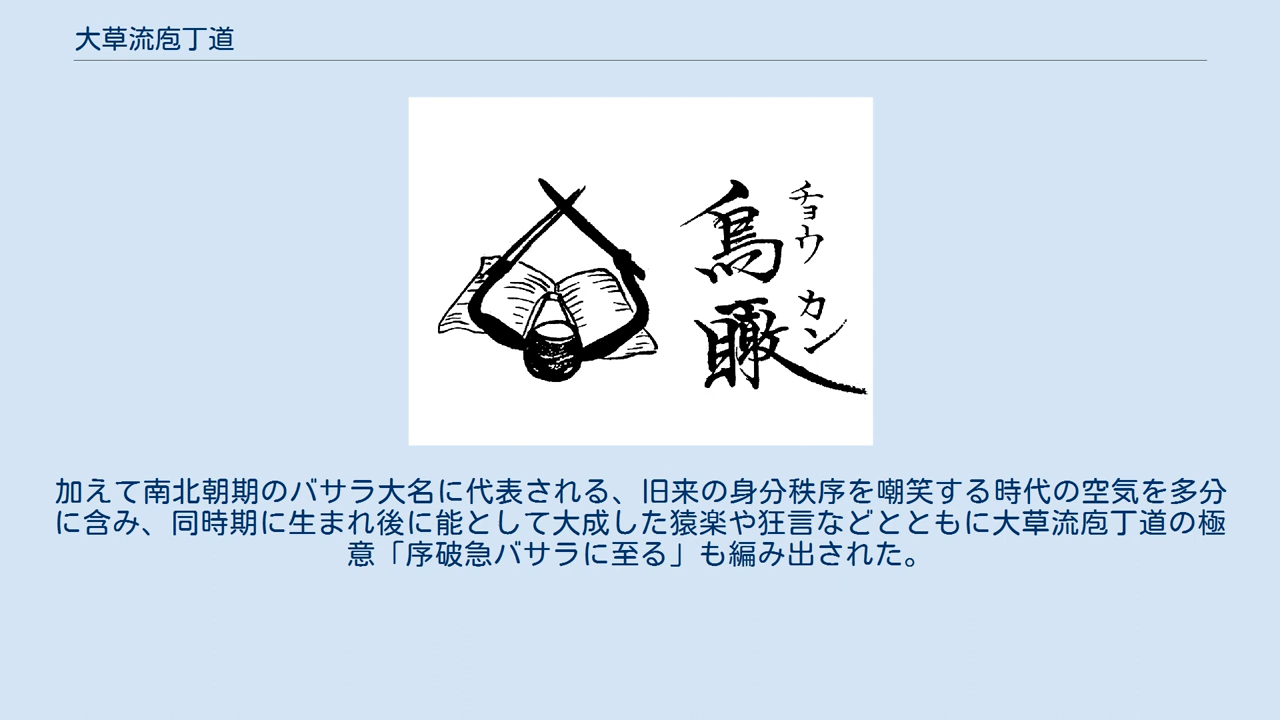 大草流庖丁道
鳥瞰
チョウ カン
加えて南北朝期のバサラ大名に代表される、旧来の身分秩序を嘲笑する時代の空気を多分
に含み、同時期に生まれ後に能として大成した猿楽や狂言などとともに大草流庖丁道の極
意「序破急バサラに至る」も編み出された。